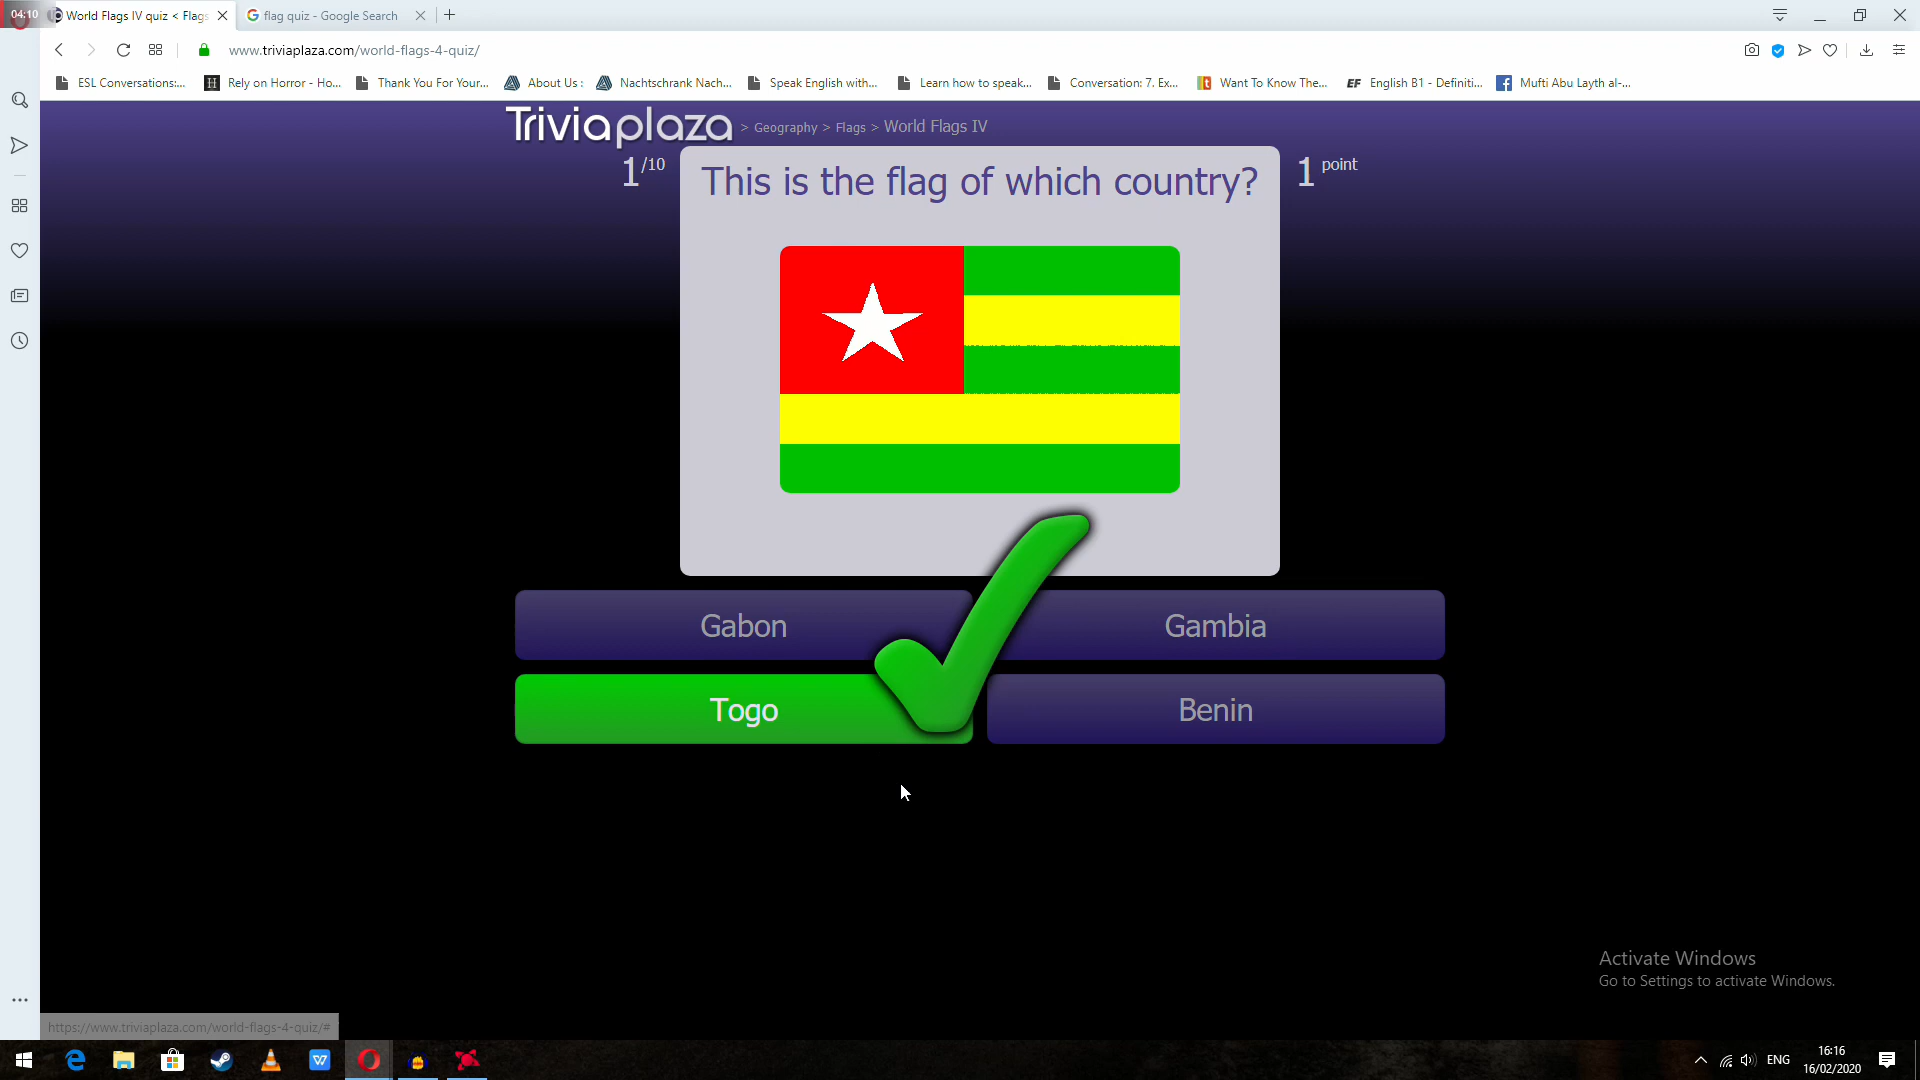 04:10
World Flags IV quiz < Flags
flag quiz - Google Search
www.triviaplaza.com/world-flags-4-quiz/
ESL Conversations:...
Rely on Horror - Ho...
Thank You For Your...
About Us :
Nachtschrank Nach...
Speak English with...
Learn how to speak...
Conversation: 7. Ex...
Want To Know The...
EF English B1 - Definiti...
Mufti Abu Layth al-...
Triviaplaza > Geography > Flags > World Flags IV
1/10
This is the flag of which country?
1 point
Gabon
Gambia
Togo
Benin
Activate Windows
Go to Settings to activate Windows.
https://www.triviaplaza.com/world-flags-4-quiz/#
ENG
16:16
16/02/2020